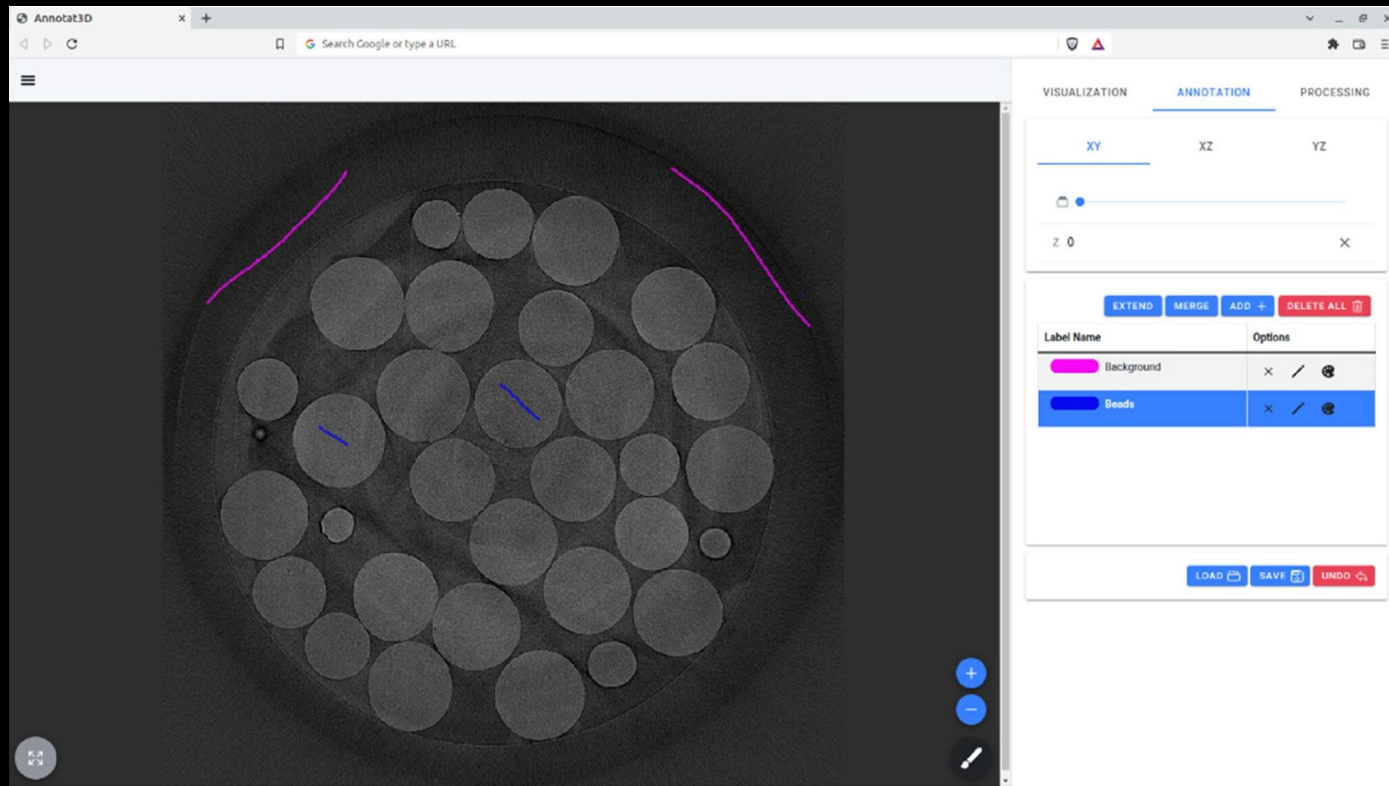 Annotat3D
Search Google or type a URL
VISUALIZATION ANNOTATION PROCESSING
XY XZ YZ
Z 0
EXTEND MERGE ADD + DELETE ALL
Label Name Options
Background
Beads
LOAD SAVE UNDO